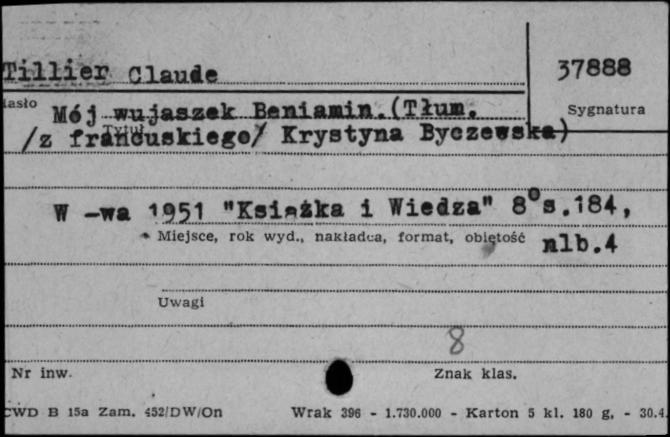 Tillier Claude
37888
Hasło
Sygnatura
Mój wujaszek Beniamin.(Tłum.
Tytuł
/z francuskiego/ Krystyna Byczewska)
W -wa 1951 "Książka i Wiedza" 8° s.184,
Miejsce, rok wyd., nakładca, format, objętość
nlb.4
Uwagi
8
Nr inw.
Znak klas.
CWD B 15a Zam. 452/DW/On Wrak 396 - 1.730.000 - Karton 5 kl. 180 g. - 30.4.